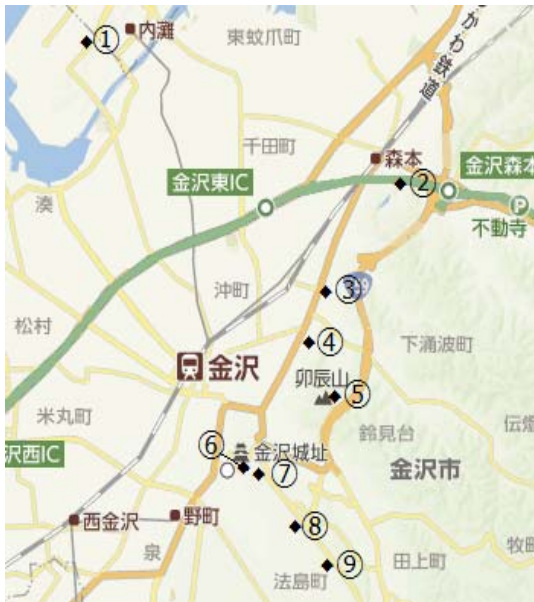 ①
内灘
東蚊爪町
かわ鉄道
千田町
森本
金沢森本
金沢東IC
②
P
不動寺
湊
沖町
③
松村
④
下涌波町
金沢
卯辰山
⑤
米丸町
鈴見台
伝燈
沢西IC
⑥
金沢城址
⑦
金沢市
西金沢
野町
⑧
泉
牧町
田上町
⑨
法島町